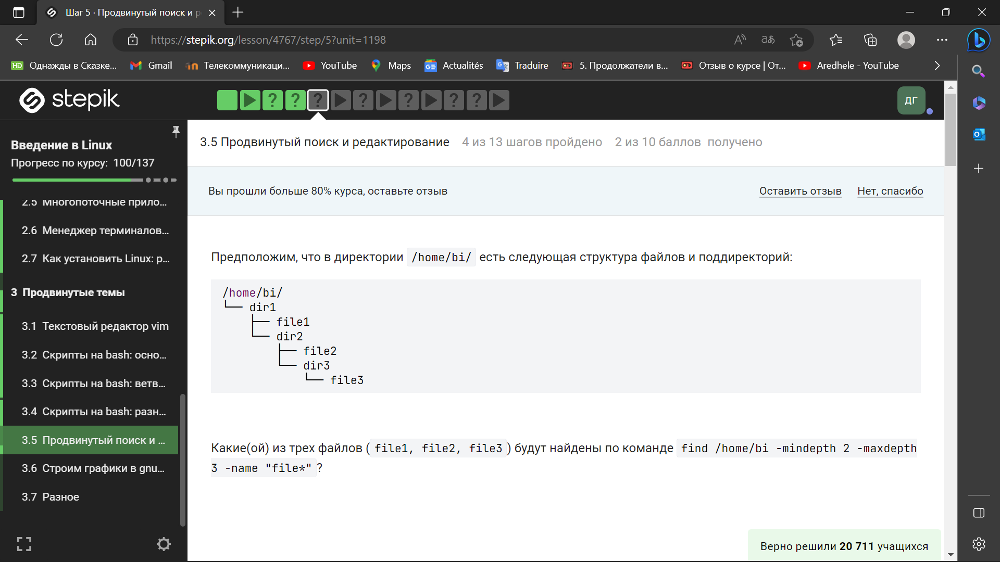 Шаг 5 · Продвинутый поиск и р
https://stepik.org/lesson/4767/step/5?unit=1198
Однажды в Сказке...
Gmail
Телекоммуникаци...
YouTube
Maps
Actualités
Traduire
5. Продолжатели в...
Отзыв о курсе | От...
Aredhele - YouTube
stepik
ДГ
Введение в Linux
Прогресс по курсу: 100/137
2.5 Многопоточные прило...
2.6 Менеджер терминалов...
2.7 Как установить Linux: р...
3 Продвинутые темы
3.1 Текстовый редактор vim
3.2 Скрипты на bash: осно...
3.3 Скрипты на bash: ветв...
3.4 Скрипты на bash: разн...
3.5 Продвинутый поиск и ...
3.6 Строим графики в gnu...
3.7 Разное
3.5 Продвинутый поиск и редактирование 4 из 13 шагов пройдено 2 из 10 баллов получено
Вы прошли больше 80% курса, оставьте отзыв
Оставить отзыв
Нет, спасибо
Предположим, что в директории /home/bi/ есть следующая структура файлов и поддиректорий:
/home/bi/
└── dir1
    ├── file1
    └── dir2
        ├── file2
        └── dir3
            └── file3
Какие(ой) из трех файлов ( file1, file2, file3 ) будут найдены по команде find /home/bi -mindepth 2 -maxdepth
3 -name "file*" ?
Верно решили 20 711 учащихся